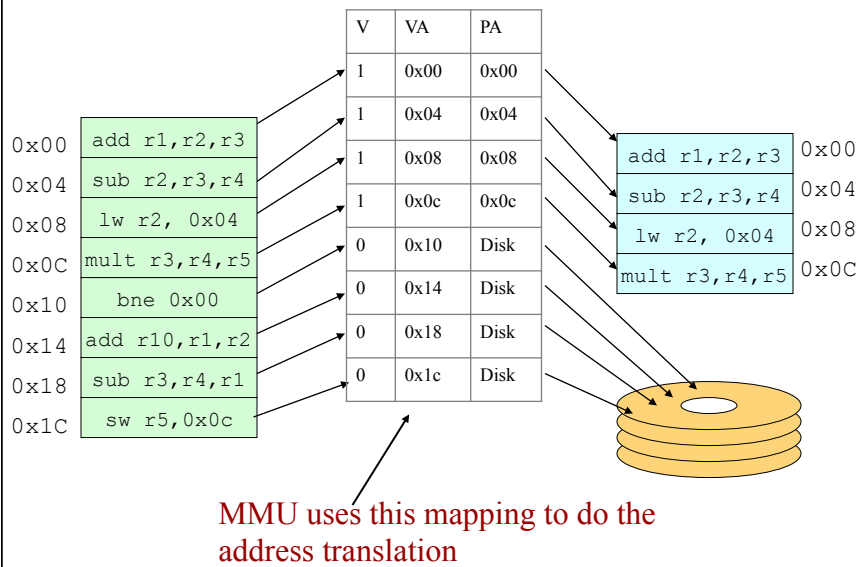 V VA PA
1 0x00 0x00
1 0x04 0x04
1 0x08 0x08
1 0x0c 0x0c
0 0x10 Disk
0 0x14 Disk
0 0x18 Disk
0 0x1c Disk
0x00 add r1,r2,r3
0x04 sub r2,r3,r4
0x08 lw r2, 0x04
0x0C mult r3,r4,r5
0x10 bne 0x00
0x14 add r10,r1,r2
0x18 sub r3,r4,r1
0x1C sw r5,0x0c
add r1,r2,r3 0x00
sub r2,r3,r4 0x04
lw r2, 0x04 0x08
mult r3,r4,r5 0x0C
MMU uses this mapping to do the
address translation